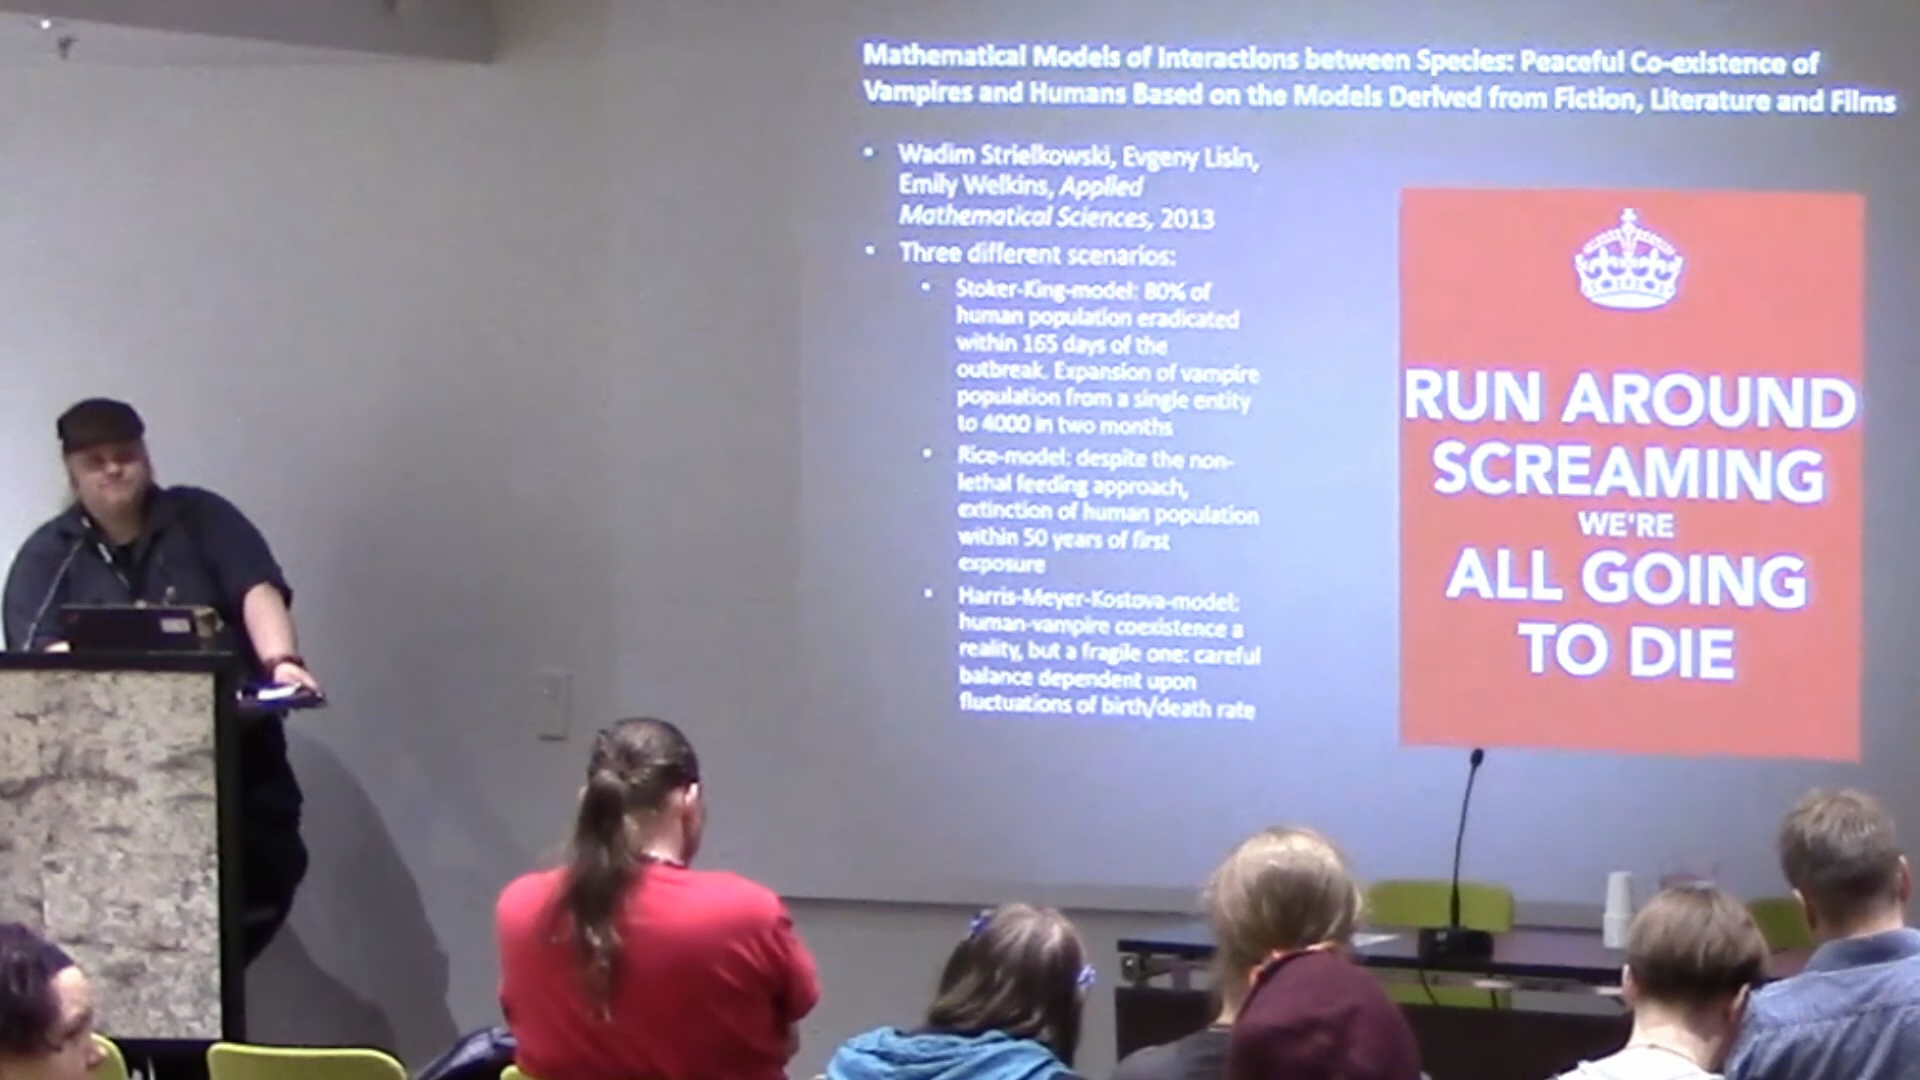 Mathematical Models of Interactions between Species: Peaceful Co-existence of
Vampires and Humans Based on the Models Derived from Fiction, Literature and Films
• Wadim Strielkowski, Evgeny Lisin,
Emily Welkins, Applied
Mathematical Sciences, 2013
• Three different scenarios:
• Stoker-King-model: 80% of
human population eradicated
within 165 days of the
outbreak. Expansion of vampire
population from a single entity
to 4000 in two months
• Rice-model: despite the non-
lethal feeding approach,
extinction of human population
within 50 years of first
exposure
• Harris-Meyer-Kostova-model:
human-vampire coexistence a
reality, but a fragile one: careful
balance dependent upon
fluctuations of birth/death rate
RUN AROUND
SCREAMING
WE'RE
ALL GOING
TO DIE